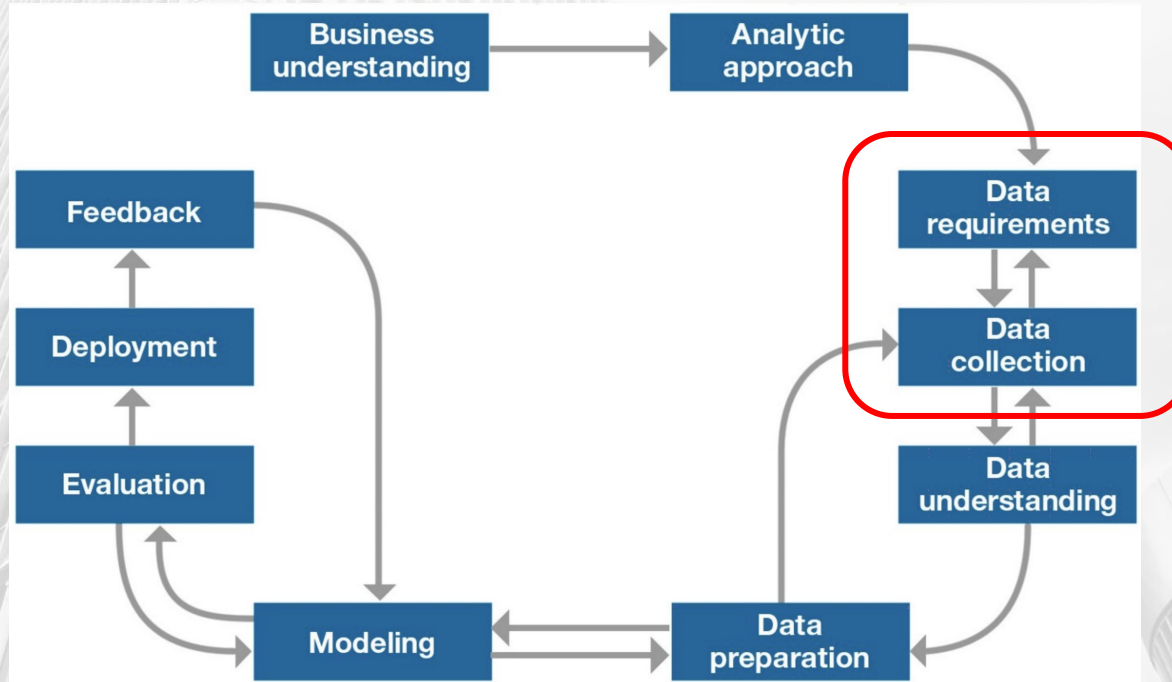 Business
understanding
Analytic
approach
Data
requirements
Data
collection
Data
understanding
Data
preparation
Modeling
Evaluation
Deployment
Feedback